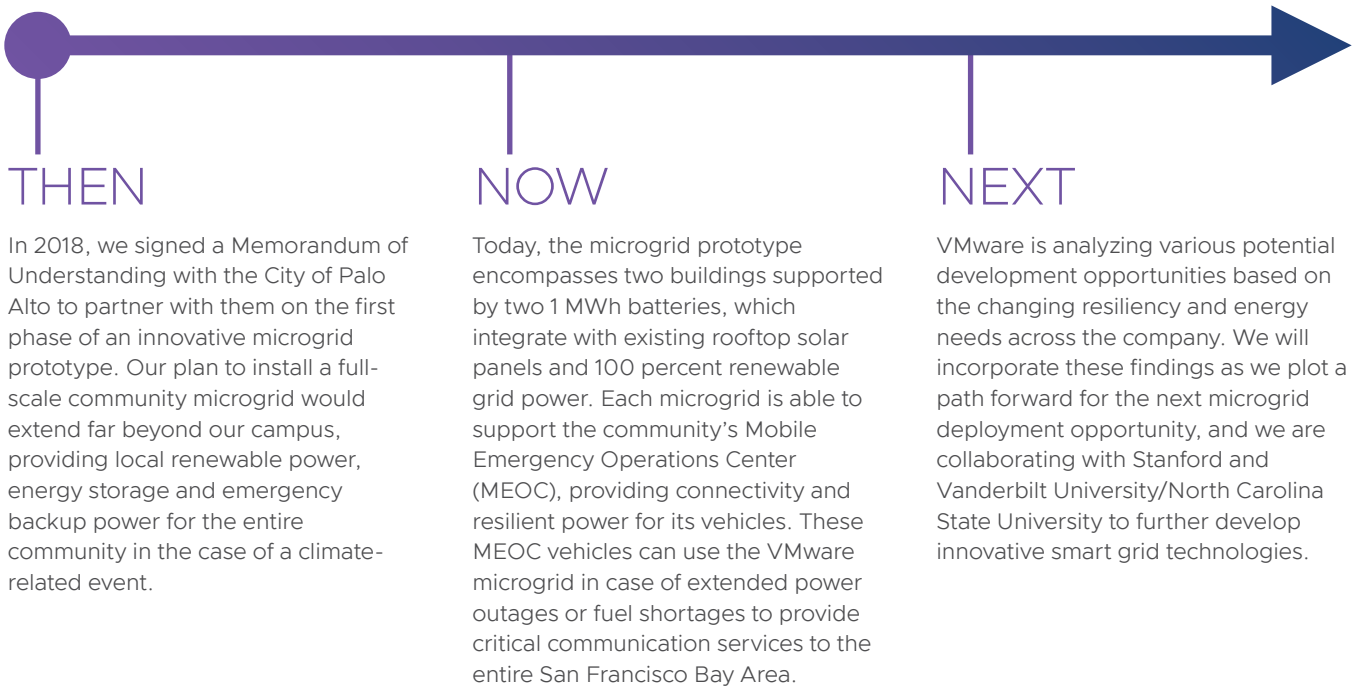 THEN
In 2018, we signed a Memorandum of
Understanding with the City of Palo
Alto to partner with them on the first
phase of an innovative microgrid
prototype. Our plan to install a full-
scale community microgrid would
extend far beyond our campus,
providing local renewable power,
energy storage and emergency
backup power for the entire
community in the case of a climate-
related event.
NOW
Today, the microgrid prototype
encompasses two buildings supported
by two 1 MWh batteries, which
integrate with existing rooftop solar
panels and 100 percent renewable
grid power. Each microgrid is able to
support the community’s Mobile
Emergency Operations Center
(MEOC), providing connectivity and
resilient power for its vehicles. These
MEOC vehicles can use the VMware
microgrid in case of extended power
outages or fuel shortages to provide
critical communication services to the
entire San Francisco Bay Area.
NEXT
VMware is analyzing various potential
development opportunities based on
the changing resiliency and energy
needs across the company. We will
incorporate these findings as we plot a
path forward for the next microgrid
deployment opportunity, and we are
collaborating with Stanford and
Vanderbilt University/North Carolina
State University to further develop
innovative smart grid technologies.